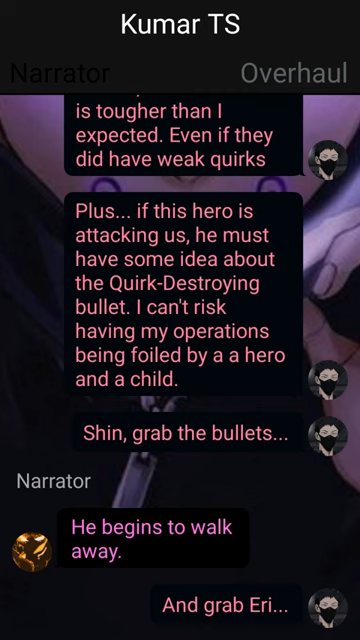 Kumar TS
Narrator
Overhaul
is tougher than I
expected. Even if they
did have weak quirks
Plus... if this hero is
attacking us, he must
have some idea about
the Quirk-Destroying
bullet. I can't risk
having my operations
being foiled by a a hero
and a child.
Shin, grab the bullets...
Narrator
He begins to walk
away.
And grab Eri...